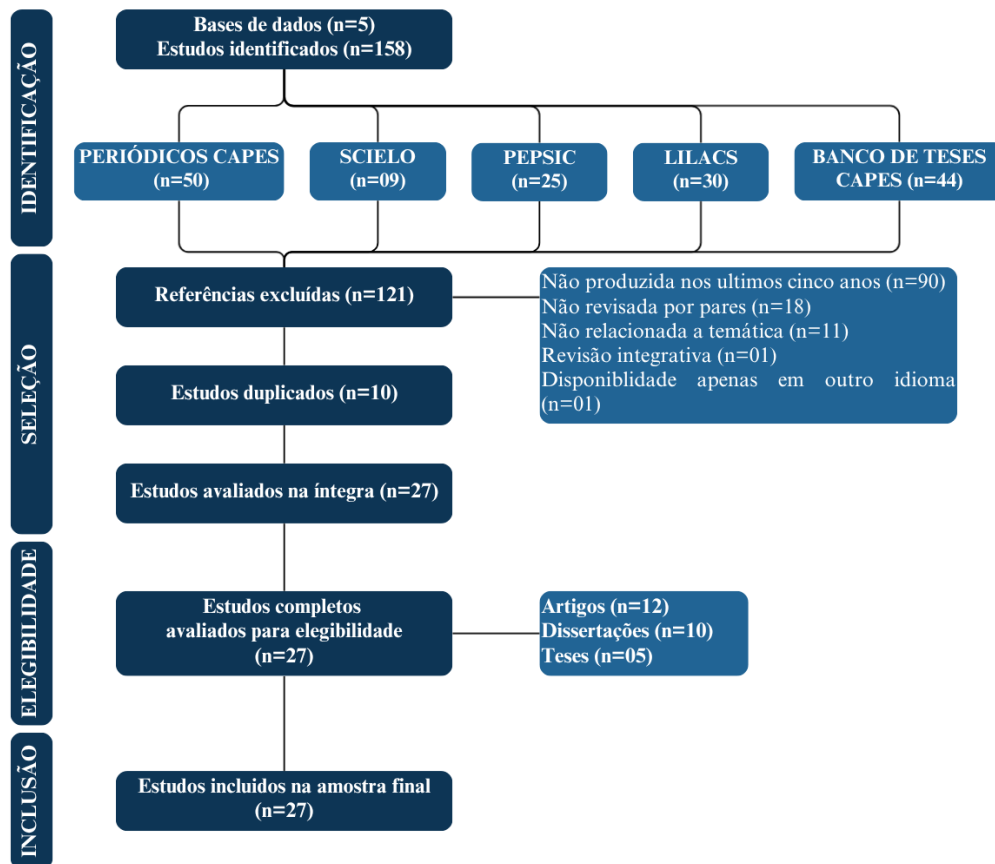 IDENTIFICAÇÃO
Bases de dados (n=5)
Estudos identificados (n=158)
PERIÓDICOS CAPES
(n=50)
SCIELO
(n=09)
PEPSIC
(n=25)
LILACS
(n=30)
BANCO DE TESES
CAPES (n=44)
SELEÇÃO
Referências excluídas (n=121)
Não produzida nos ultimos cinco anos (n=90)
Não revisada por pares (n=18)
Não relacionada a temática (n=11)
Revisão integrativa (n=01)
Disponiblidade apenas em outro idioma
(n=01)
Estudos duplicados (n=10)
Estudos avaliados na íntegra (n=27)
ELEGIBILIDADE
Estudos completos
avaliados para elegibilidade
(n=27)
Artigos (n=12)
Dissertações (n=10)
Teses (n=05)
INCLUSÃO
Estudos incluidos na amostra final
(n=27)